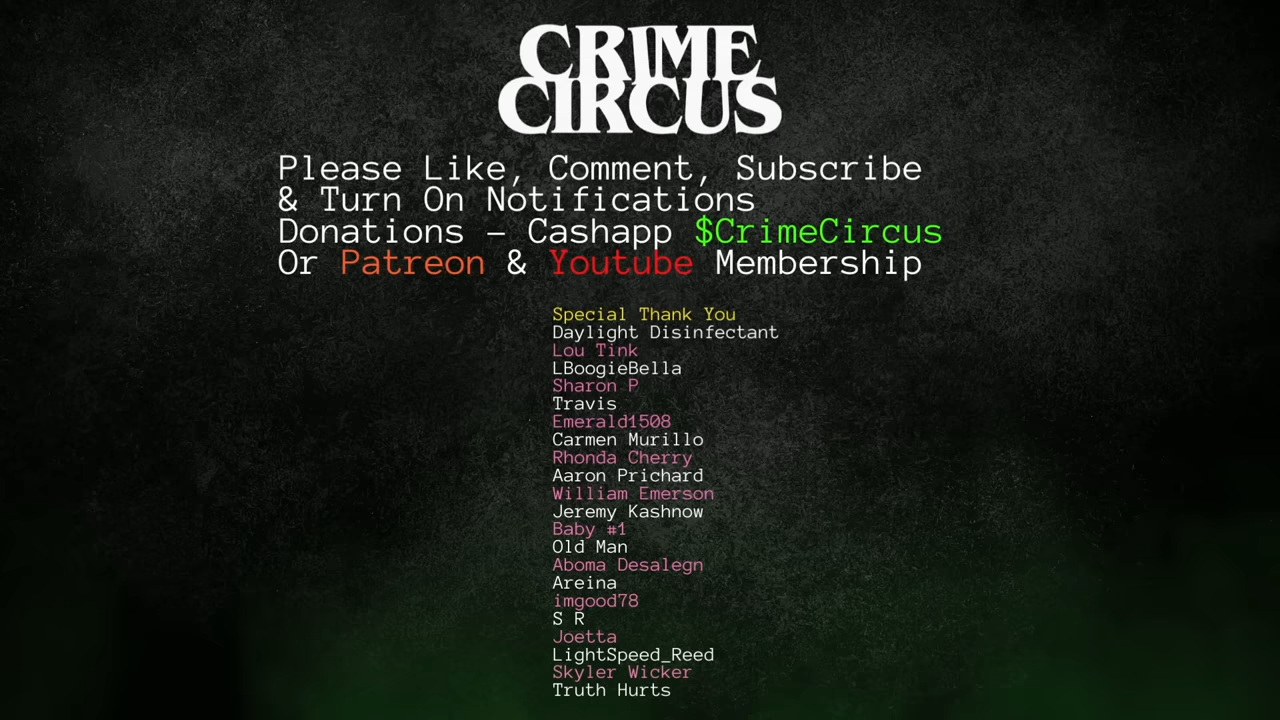 CRIME
CIRCUS
Please Like, Comment, Subscribe
& Turn On Notifications
Donations - Cashapp $CrimeCircus
Or Patreon & Youtube Membership
Special Thank You
Daylight Disinfectant
Lou Tink
LBoogieBella
Sharon P
Travis
Emerald1508
Carmen Murillo
Rhonda Cherry
Aaron Prichard
William Emerson
Jeremy Kashnow
Baby #1
Old Man
Aboma Desalegn
Areina
imgood78
S R
Joetta
LightSpeed_Reed
Skyler Wicker
Truth Hurts